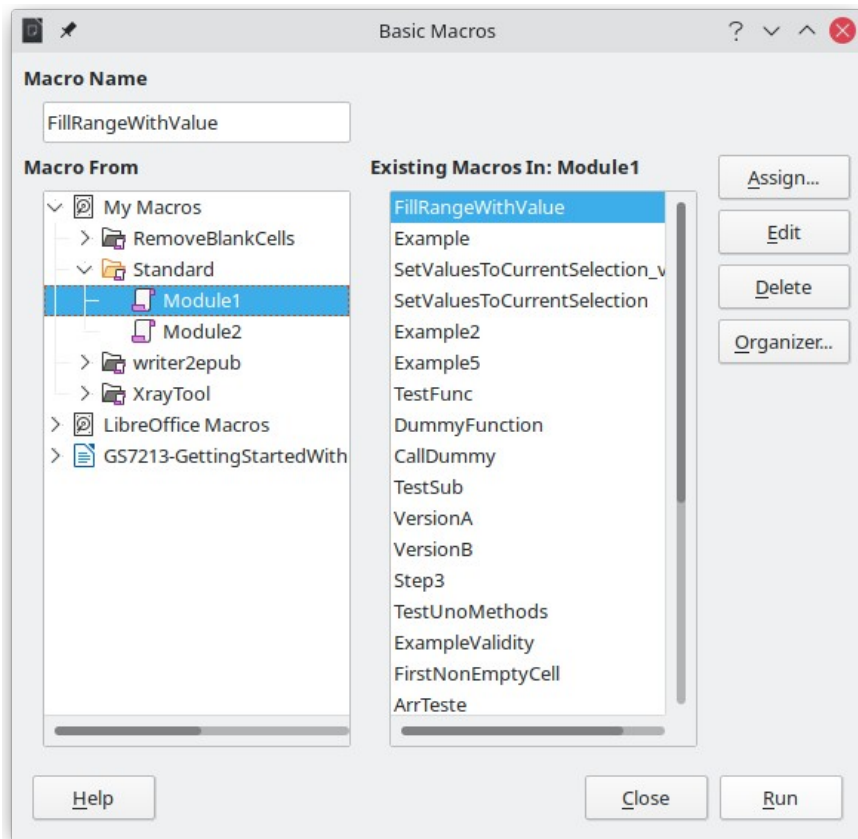 Basic Macros
Macro Name
FillRangeWithValue
Macro From
My Macros
RemoveBlankCells
Standard
Module1
Module2
writer2epub
XrayTool
LibreOffice Macros
GS7213-GettingStartedWith
Existing Macros In: Module1
FillRangeWithValue
Example
SetValuesToCurrentSelection_v
SetValuesToCurrentSelection
Example2
Example5
TestFunc
DummyFunction
CallDummy
TestSub
VersionA
VersionB
Step3
TestUnoMethods
ExampleValidity
FirstNonEmptyCell
ArrTeste
Assign...
Edit
Delete
Organizer...
Help
Close
Run